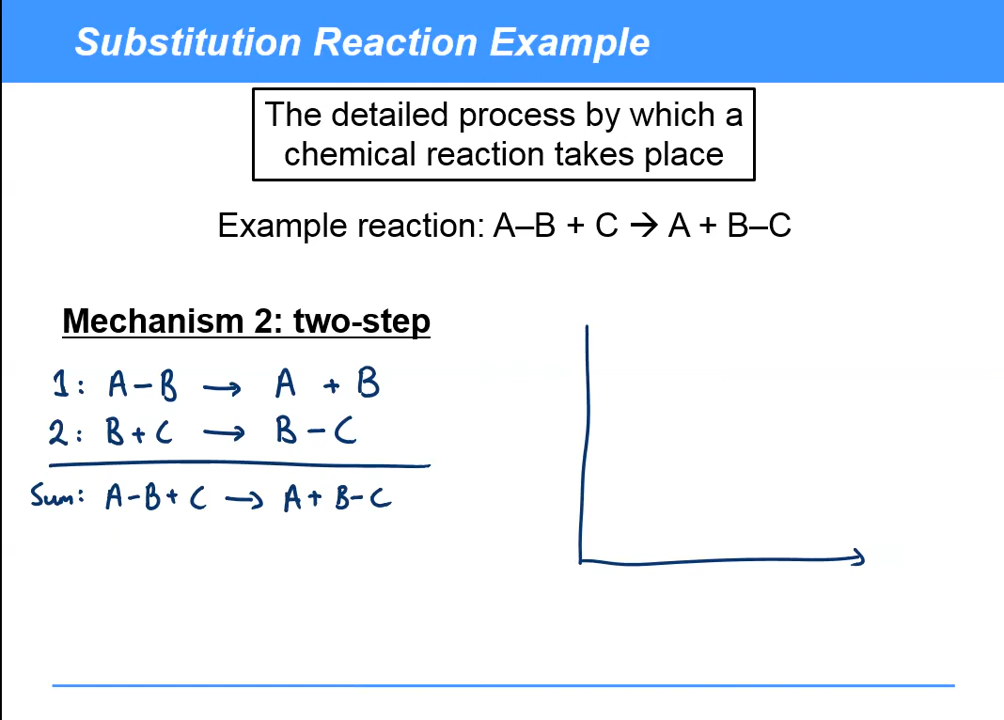 Substitution Reaction Example
The detailed process by which a
chemical reaction takes place
Example reaction: A–B + C → A + B–C
Mechanism 2: two-step
1: A-B → A + B
2: B+C → B-C
Sum: A-B+C → A+ B-C